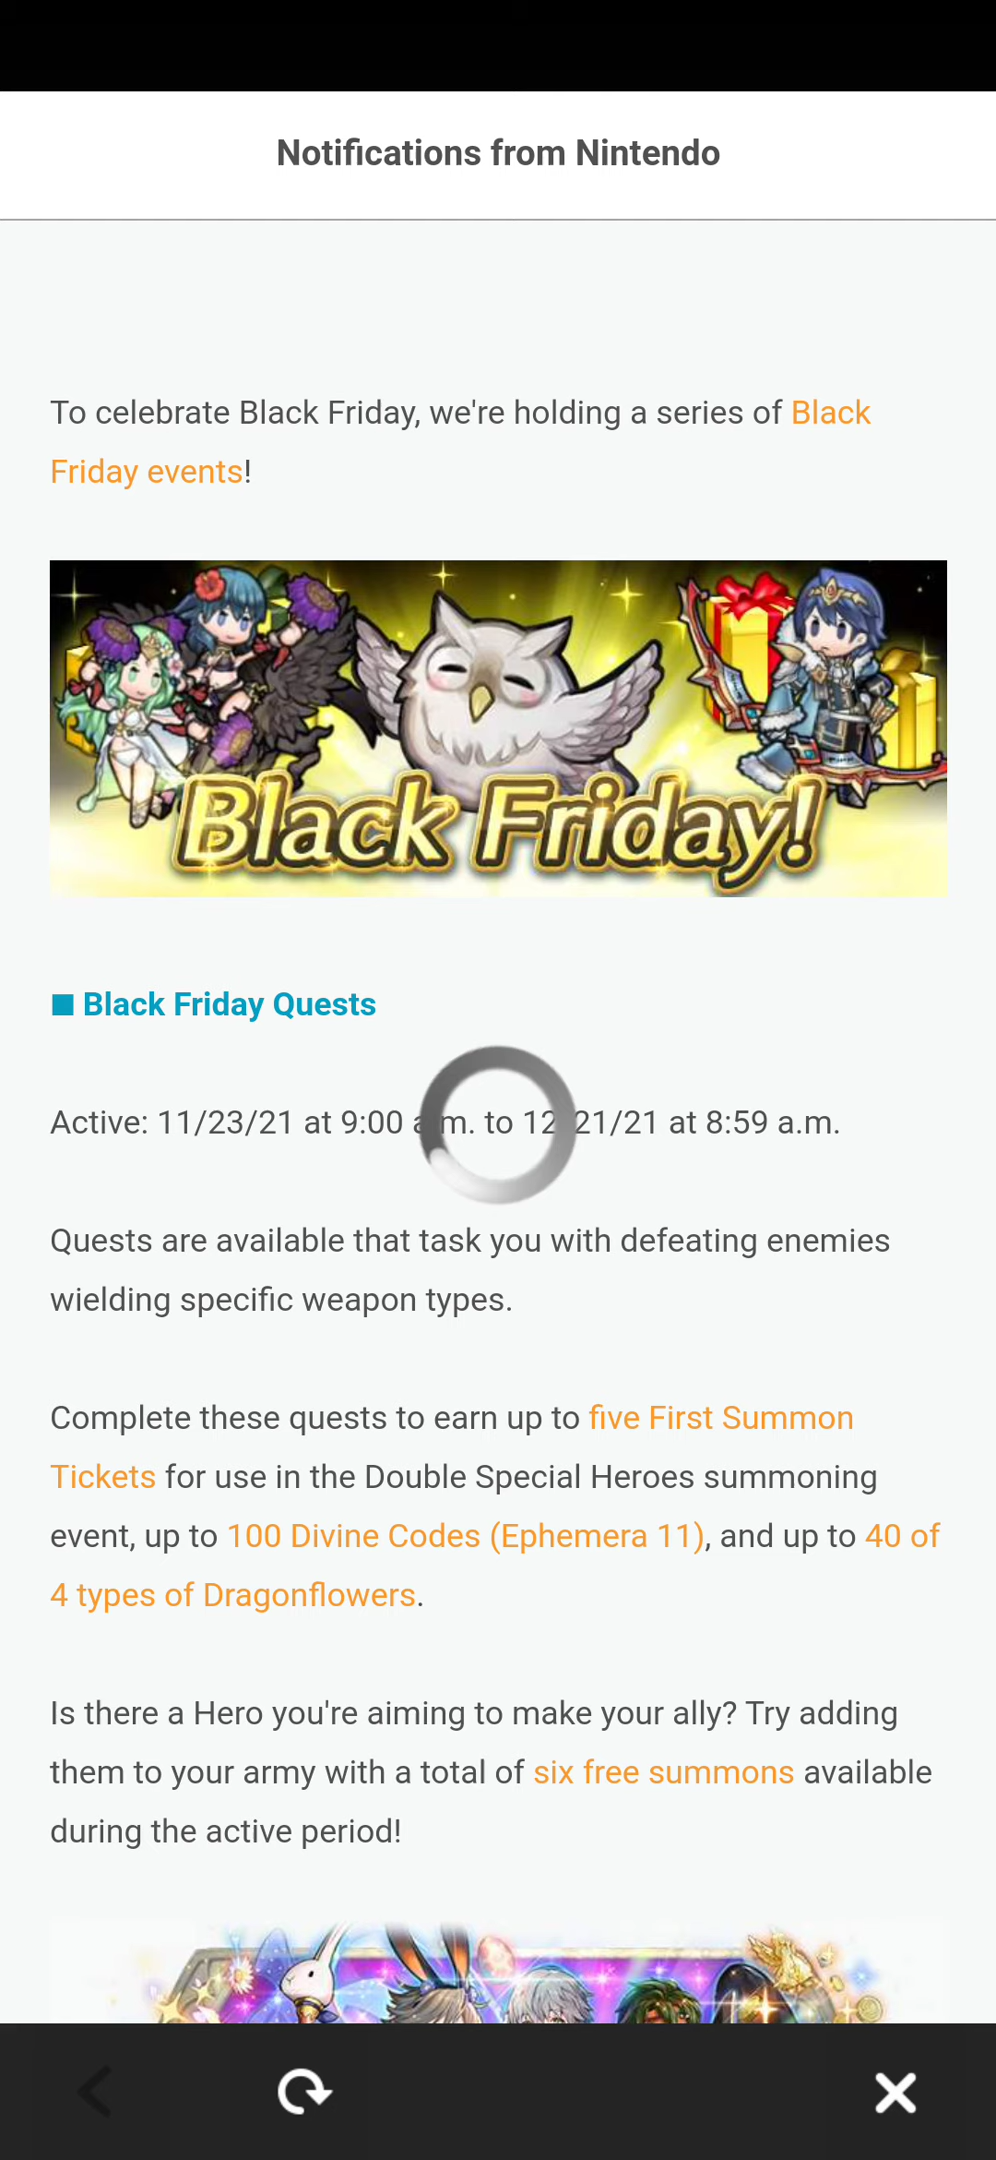 Notifications from Nintendo
To celebrate Black Friday, we're holding a series of Black
Friday events!
Black Friday!
■ Black Friday Quests
Active: 11/23/21 at 9:00 a.m. to 12/21/21 at 8:59 a.m.
Quests are available that task you with defeating enemies
wielding specific weapon types.
Complete these quests to earn up to five First Summon
Tickets for use in the Double Special Heroes summoning
event, up to 100 Divine Codes (Ephemera 11), and up to 40 of
4 types of Dragonflowers.
Is there a Hero you're aiming to make your ally? Try adding
them to your army with a total of six free summons available
during the active period!